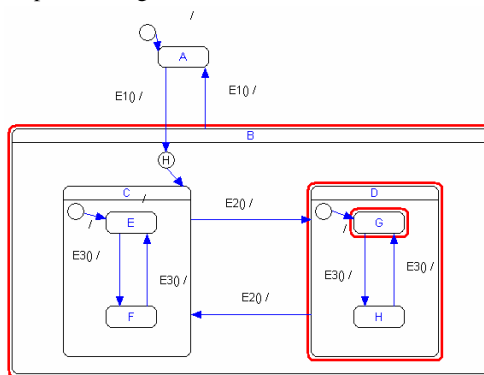 /
A
E1() /
E1() /
B
H
C
D
/
E
/
E2() /
G
/
E3() /
E3() /
E3() /
E3() /
E2() /
F
H